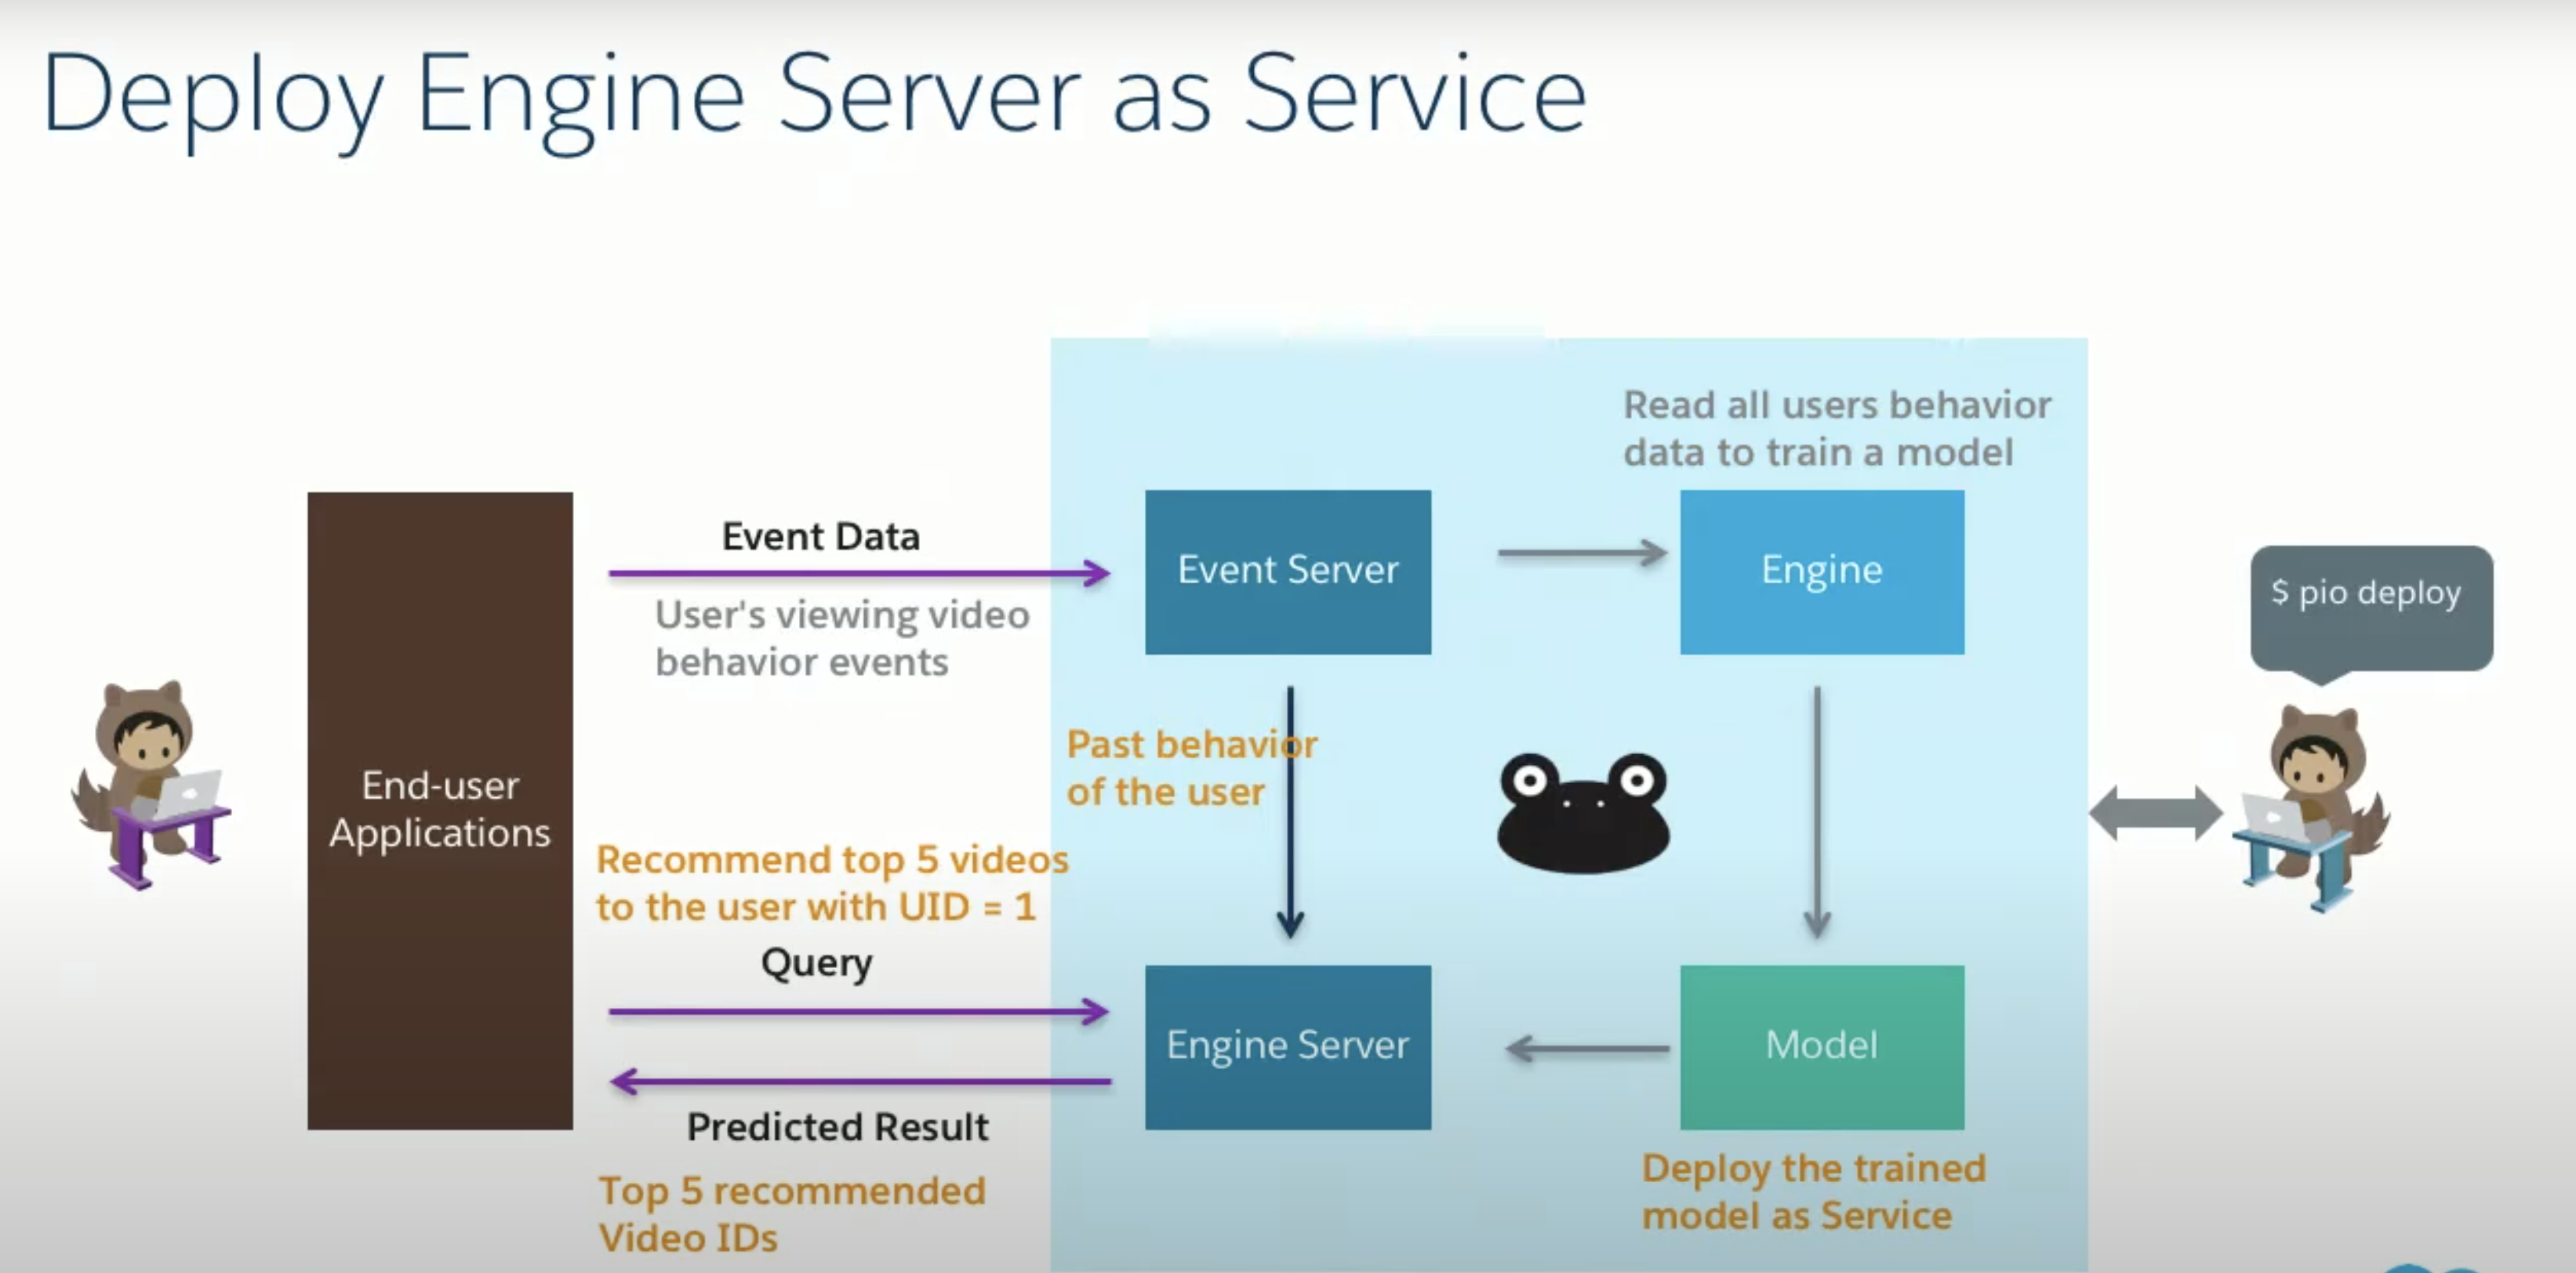 Deploy Engine Server as Service
Read all users behavior
data to train a model
Event Data
User's viewing video
behavior events
Event Server
Engine
$ pio deploy
Past behavior
of the user
End-user
Applications
Recommend top 5 videos
to the user with UID = 1
Query
Engine Server
Model
Predicted Result
Top 5 recommended
Video IDs
Deploy the trained
model as Service